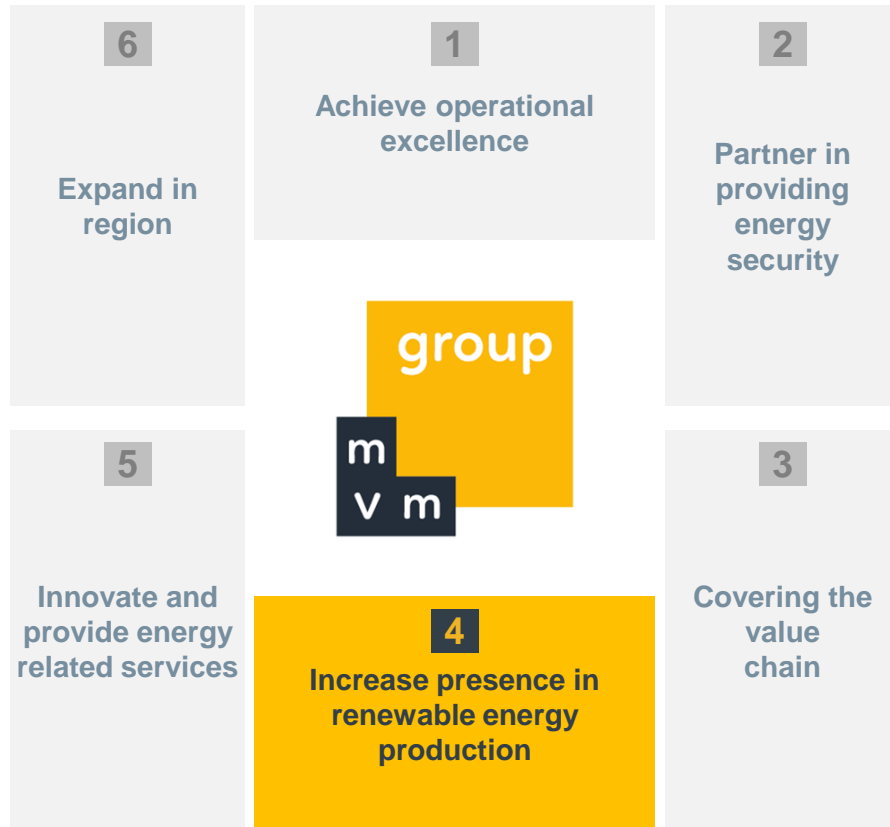 6
Expand in
region
1
Achieve operational
excellence
2
Partner in
providing
energy
security
group
m
v m
5
Innovate and
provide energy
related services
4
Increase presence in
renewable energy
production
3
Covering the
value
chain